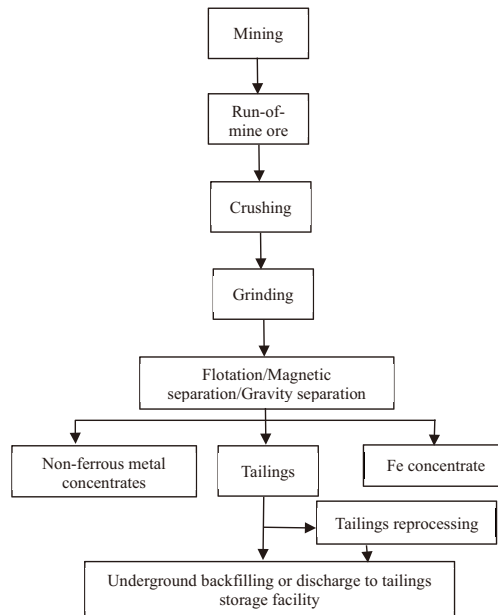 Mining
Run-of-
mine ore
Crushing
Grinding
Flotation/Magnetic
separation/Gravity separation
Non-ferrous metal
concentrates
Tailings
Fe concentrate
Tailings reprocessing
Underground backfilling or discharge to tailings
storage facility